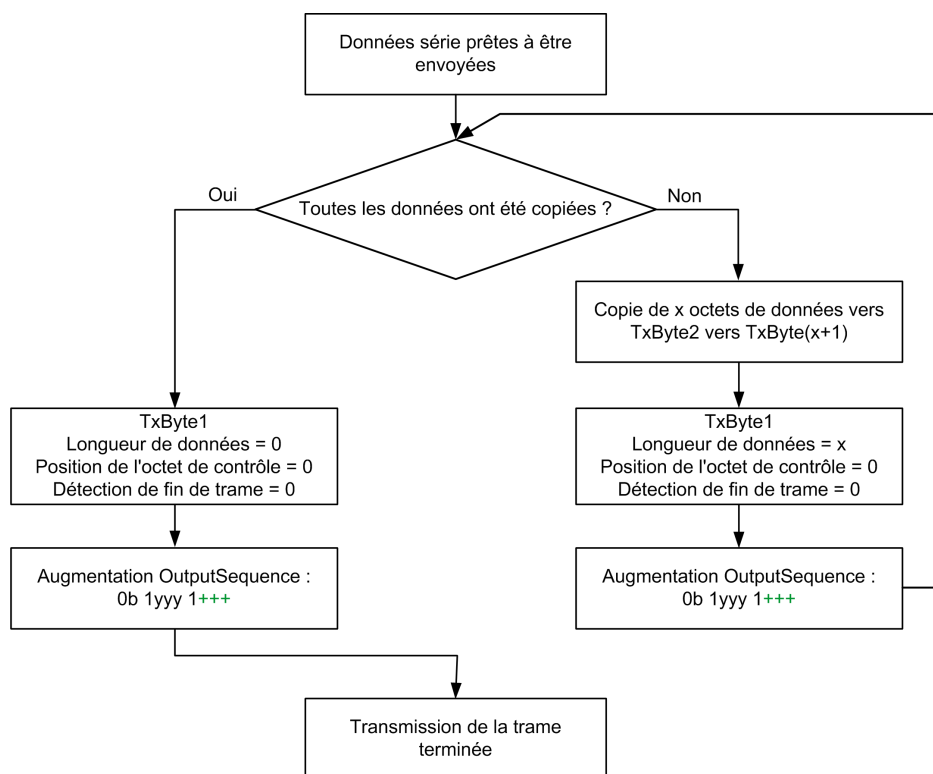 Données série prêtes à être
envoyées
Oui
Toutes les données ont été copiées ?
Non
Copie de x octets de données vers
TxByte2 vers TxByte(x+1)
TxByte1
Longueur de données = 0
Position de l'octet de contrôle = 0
Détection de fin de trame = 0
TxByte1
Longueur de données = x
Position de l'octet de contrôle = 0
Détection de fin de trame = 0
Augmentation OutputSequence :
0b 1yyy 1+++
Augmentation OutputSequence :
0b 1yyy 1+++
Transmission de la trame
terminée